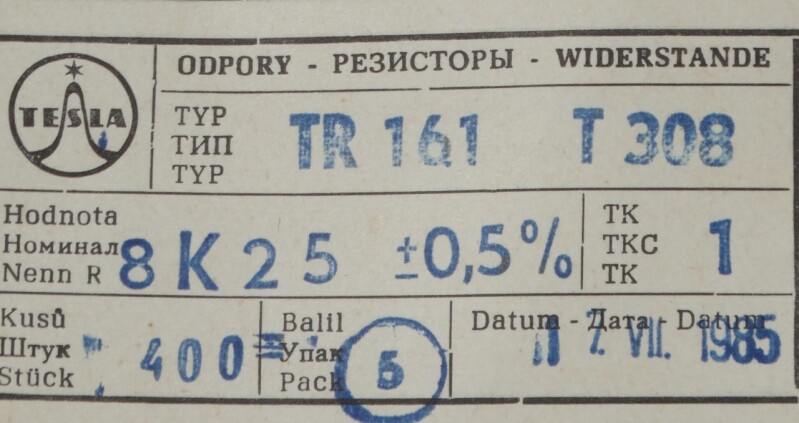 TESLA
ODPORY - РЕЗИСТОРЫ - WIDERSTANDE
TYP
ТИП
TYP
TR 161 T 308
Hodnota
Номинал
Nenn R
8K25 ±0,5%
TK
ТКС
TK
1
Kusů
Штук
Stück
400
Balil
Упак
Pack
5
Datum - Дата - Datum
VII. 1985